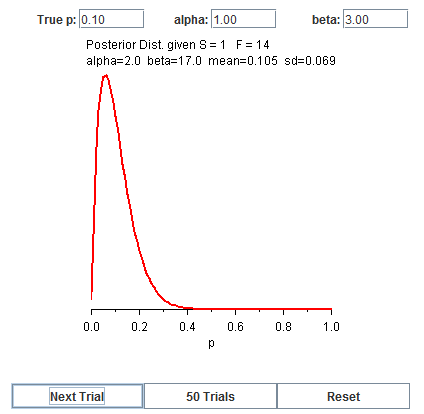 True p: 0.10 alpha: 1.00 beta: 3.00
Posterior Dist. given S = 1 F = 14
alpha=2.0 beta=17.0 mean=0.105 sd=0.069
0.0 0.2 0.4 0.6 0.8 1.0
p
Next Trial 50 Trials Reset